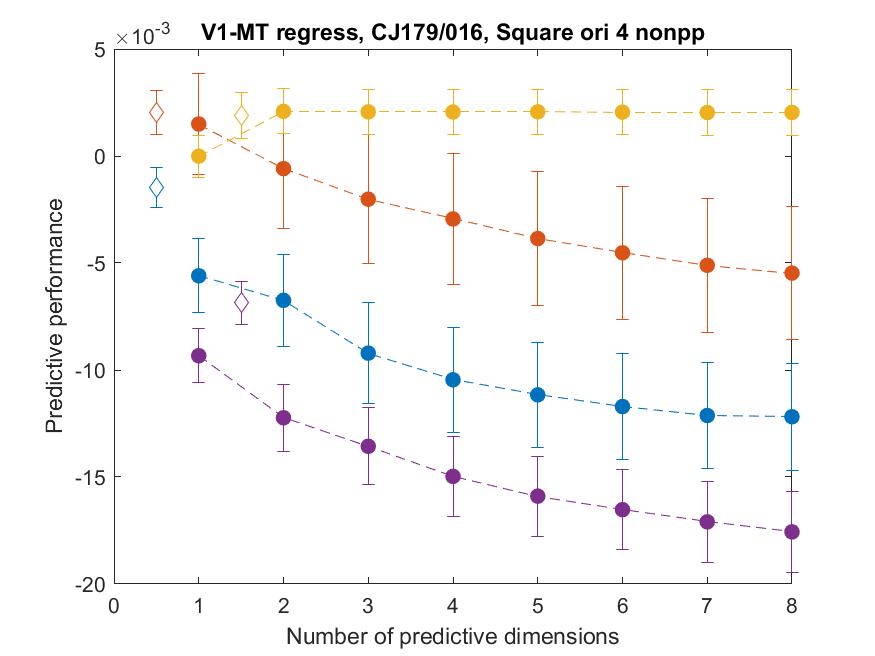 ×10⁻³
V1-MT regress, CJ179/016, Square ori 4 nonpp
5
0
-5
-10
-15
-20
Predictive performance
0 1 2 3 4 5 6 7 8
Number of predictive dimensions